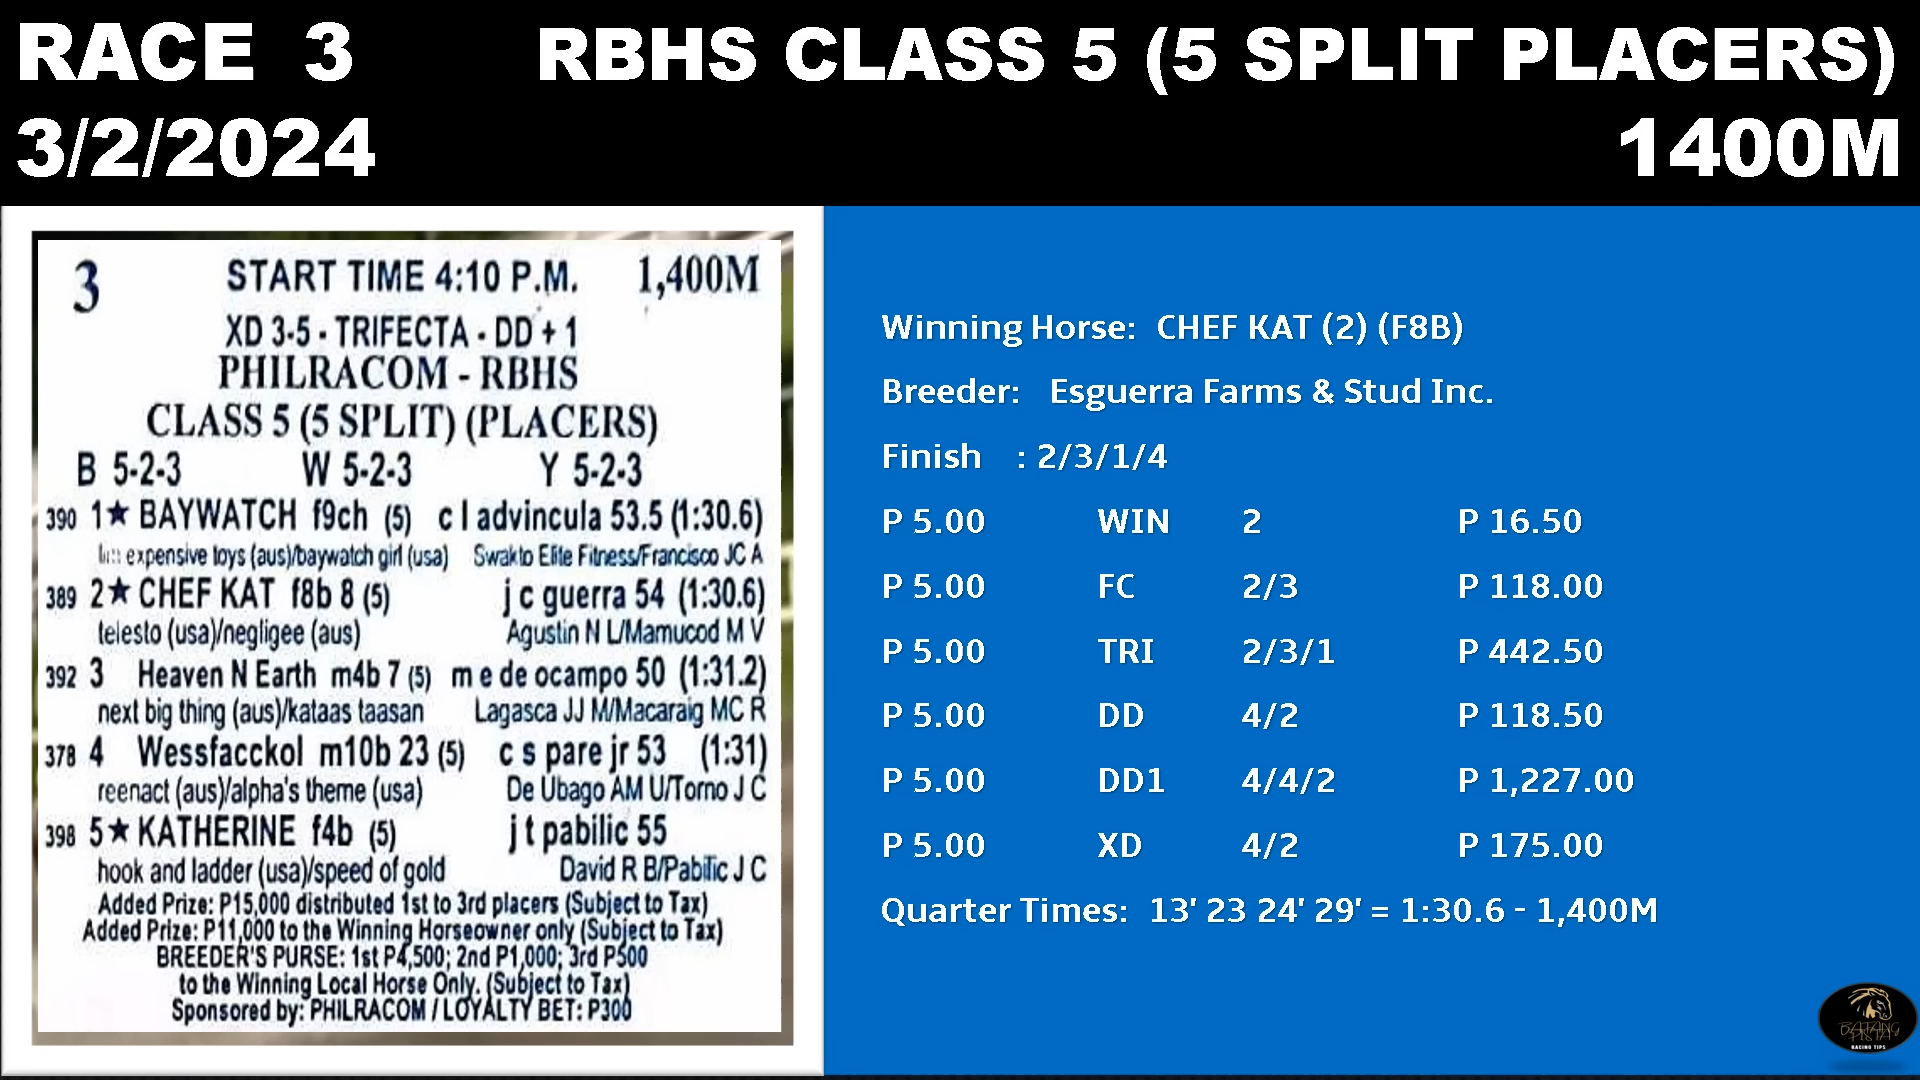 RACE 3 RBHS CLASS 5 (5 SPLIT PLACERS)
3/2/2024 1400M
3 START TIME 4:10 P.M. 1,400M
XD 3-5 - TRIFECTA - DD + 1
PHILRACOM - RBHS
CLASS 5 (5 SPLIT) (PLACERS)
B 5-2-3 W 5-2-3 Y 5-2-3
390 1★ BAYWATCH f9ch (5) c l advincula 53.5 (1:30.6)
expensive toys (aus)/baywatch girl (usa) Swakto Elite Fitness/Francisco JC A
389 2★ CHEF KAT f8b 8 (5) j c guerra 54 (1:30.6)
telesto (usa)/negligee (aus) Agustin N L/Mamucod M V
392 3 Heaven N Earth m4b 7 (5) m e de ocampo 50 (1:31.2)
next big thing (aus)/kataas taasan Lagasca JJ M/Macaraig MC R
378 4 Wessfacckol m10b 23 (5) c s pare jr 53 (1:31)
reenact (aus)/alpha's theme (usa) De Ubago AM U/Torno J C
398 5★ KATHERINE f4b (5) j t pabilic 55
hook and ladder (usa)/speed of gold David R B/Pabilic J C
Added Prize: P15,000 distributed 1st to 3rd placers (Subject to Tax)
Added Prize: P11,000 to the Winning Horseowner only (Subject to Tax)
BREEDER'S PURSE: 1st P4,500; 2nd P1,000; 3rd P500
to the Winning Local Horse Only. (Subject to Tax)
Sponsored by: PHILRACOM / LOYALTY BET: P300
Winning Horse: CHEF KAT (2) (F8B)
Breeder: Esguerra Farms & Stud Inc.
Finish : 2/3/1/4
P 5.00 WIN 2 P 16.50
P 5.00 FC 2/3 P 118.00
P 5.00 TRI 2/3/1 P 442.50
P 5.00 DD 4/2 P 118.50
P 5.00 DD1 4/4/2 P 1,227.00
P 5.00 XD 4/2 P 175.00
Quarter Times: 13' 23 24' 29' = 1:30.6 - 1,400M
BATANG
PISTA
RACING TIPS